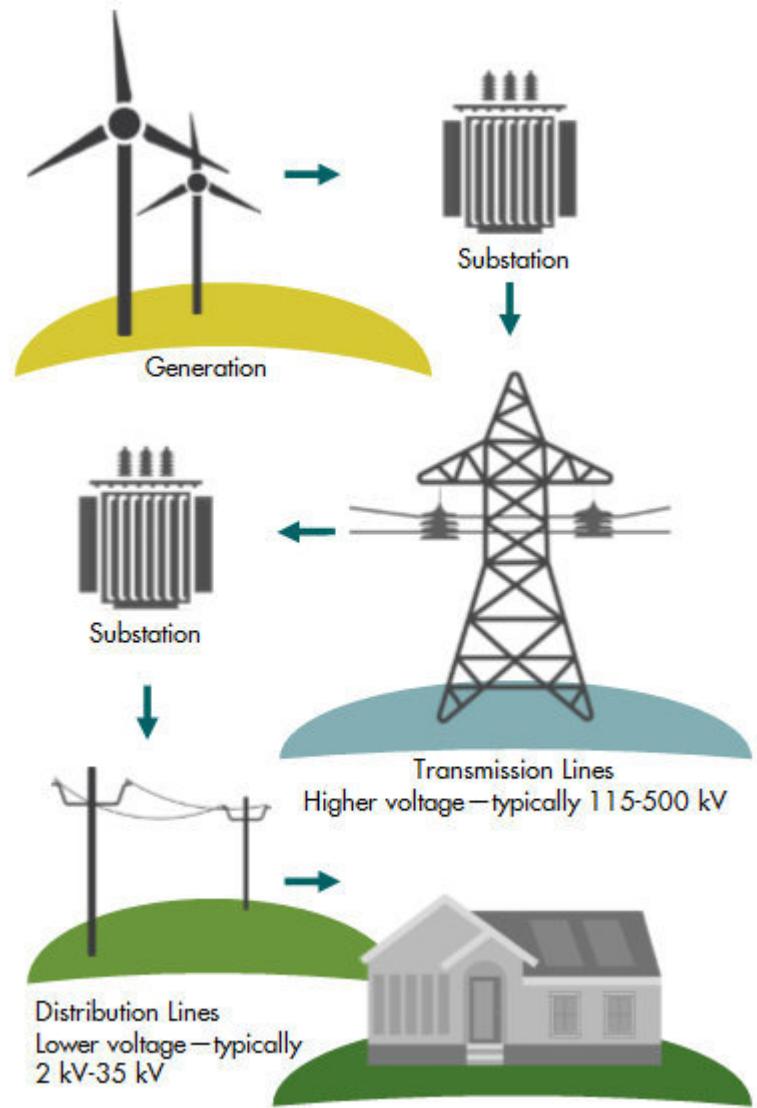 Substation
Generation
Substation
Transmission Lines
Higher voltage—typically 115-500 kV
Distribution Lines
Lower voltage—typically
2 kV-35 kV